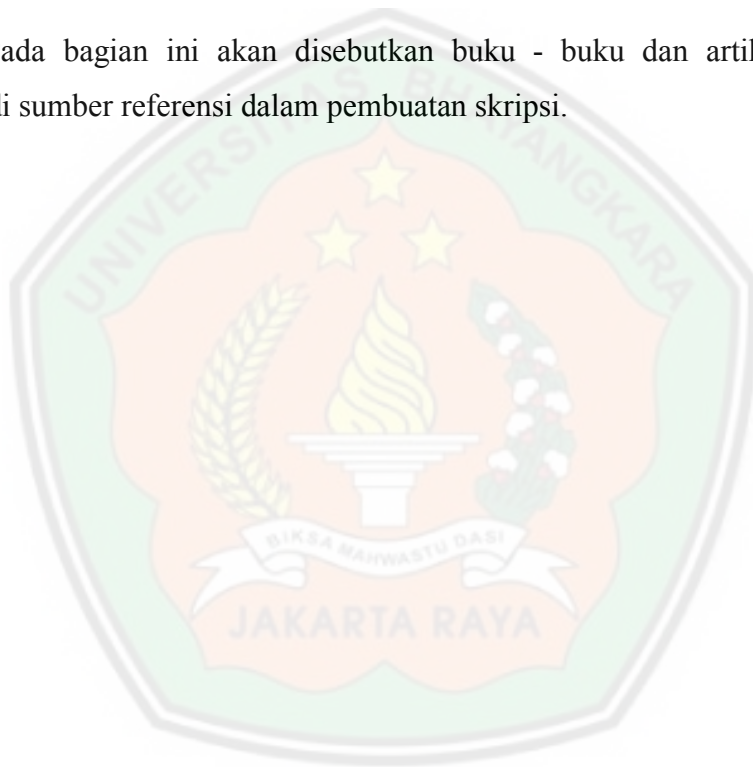 ada bagian ini akan disebutkan buku - buku dan artil
di sumber referensi dalam pembuatan skripsi.
UNIVERSITAS BHAYANGKARA
BIKSA MAHWASTU DASI
JAKARTA RAYA